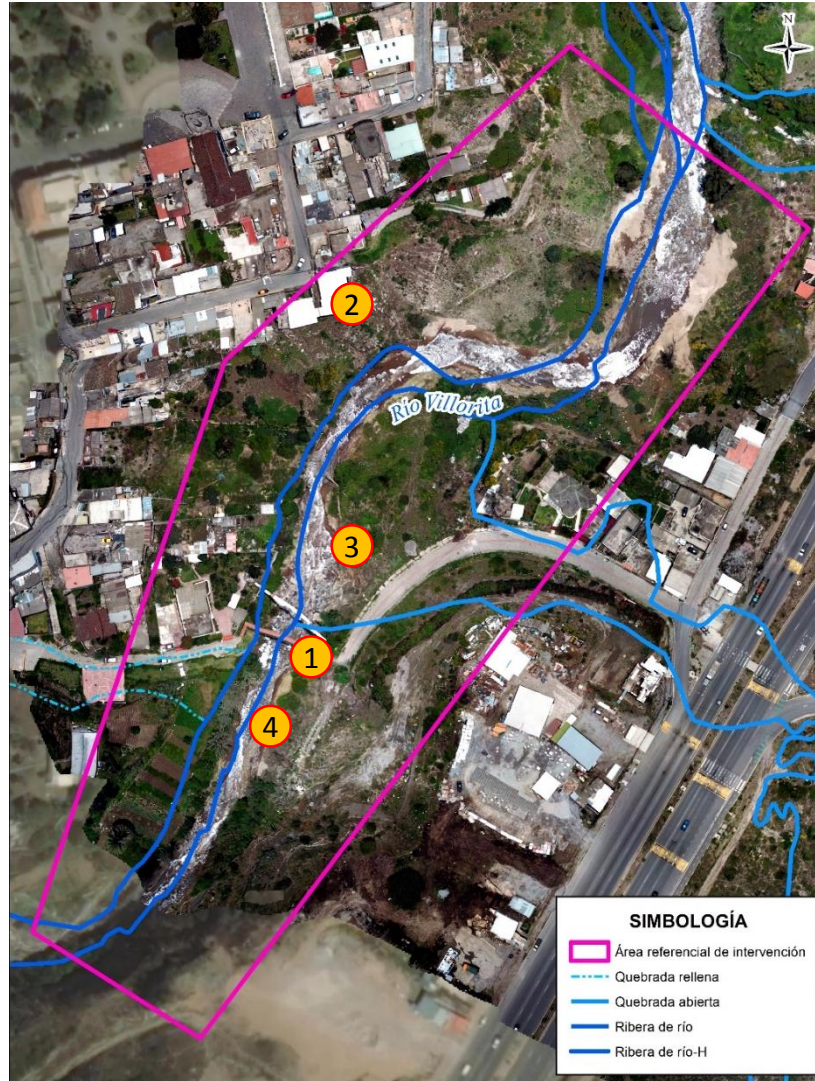 N
2
Río Villorita
3
1
4
SIMBOLOGÍA
Área referencial de intervención
Quebrada rellena
Quebrada abierta
Ribera de río
Ribera de río-H